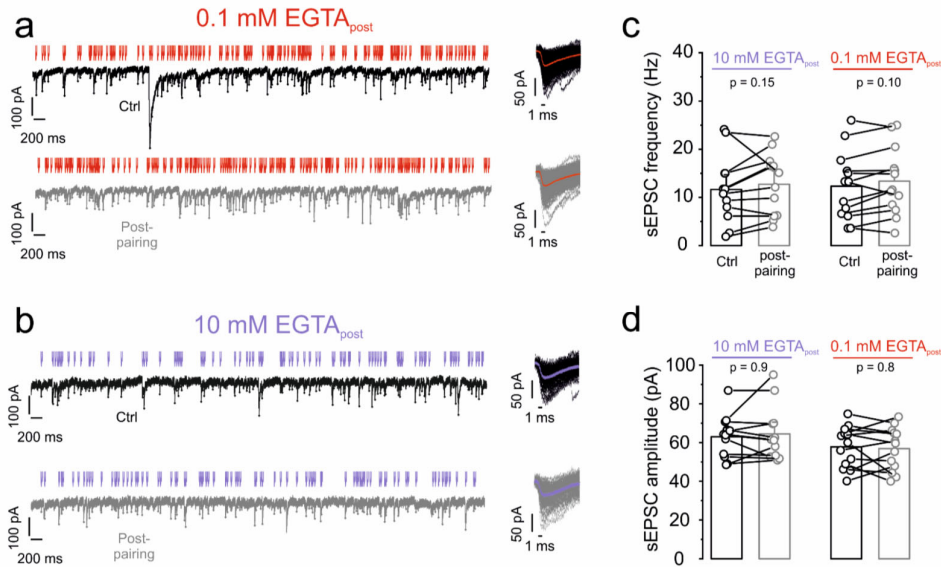 a
0.1 mM EGTApost
100 pA
Ctrl
200 ms
50 pA
1 ms
100 pA
Post-
pairing
200 ms
50 pA
1 ms
b
10 mM EGTApost
100 pA
Ctrl
200 ms
50 pA
1 ms
100 pA
Post-
pairing
200 ms
50 pA
1 ms
c
sEPSC frequency (Hz)
40
30
20
10
0
10 mM EGTApost
0.1 mM EGTApost
p = 0.15
p = 0.10
Ctrl
post-
pairing
Ctrl
post-
pairing
d
sEPSC amplitude (pA)
100
80
60
40
20
0
10 mM EGTApost
0.1 mM EGTApost
p = 0.9
p = 0.8